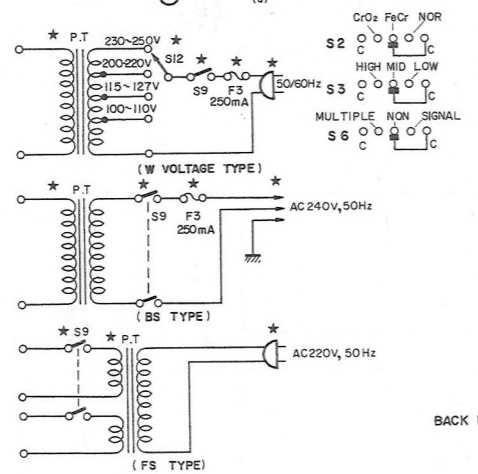 (d)
P.T
230~250V
S12
200~220V
115~127V
100~110V
S9
F3
250mA
50/60Hz
(W VOLTAGE TYPE)
CrO₂ FeCr NOR
S2
C C
HIGH MID LOW
S3
C C
MULTIPLE NON SIGNAL
S6
C C
P.T
S9
F3
250mA
AC240V, 50Hz
(BS TYPE)
S9
P.T
AC220V, 50Hz
(FS TYPE)
BACK